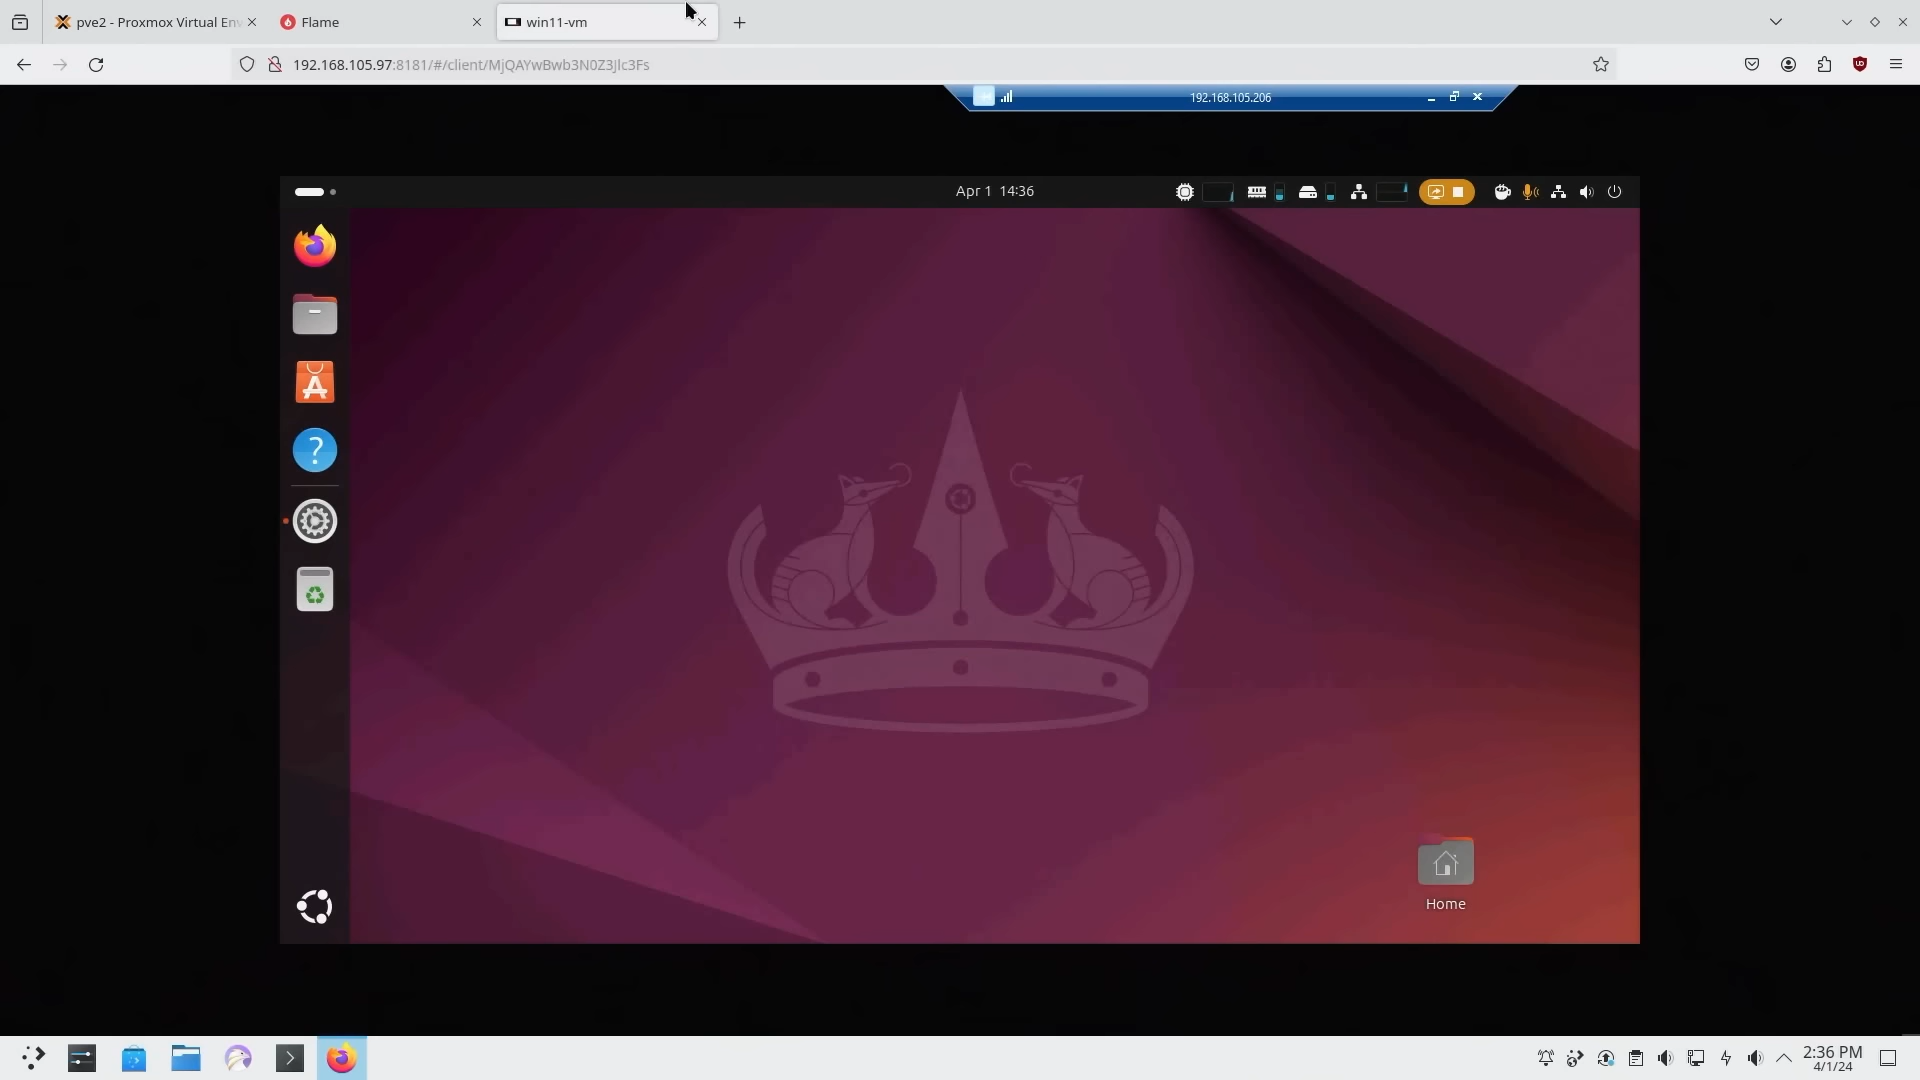 pve2 - Proxmox Virtual En
Flame
win11-vm
192.168.105.97:8181/#/client/MjQAYwBwb3N0Z3Jlc3Fs
192.168.105.206
Apr 1 14:36
Home
2:36 PM
4/1/24